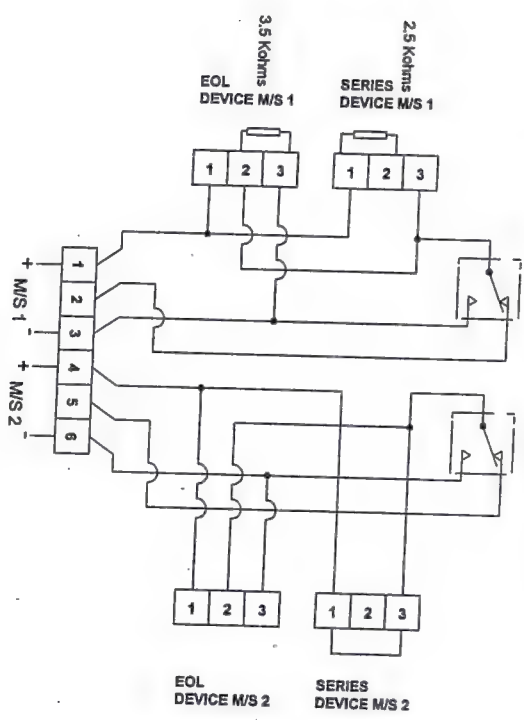 3.5 Kohms
2.5 Kohms
EOL
DEVICE M/S 1
SERIES
DEVICE M/S 1
1 2 3
1 2 3
1
2
3
4
5
6
+
M/S 1
-
+
M/S 2
-
1 2 3
1 2 3
EOL
DEVICE M/S 2
SERIES
DEVICE M/S 2